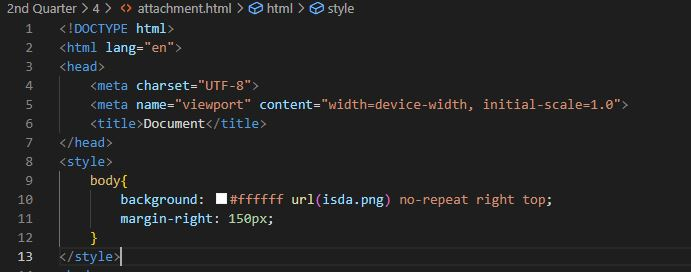 2nd Quarter > 4 > <> attachment.html > html > style
1 <!DOCTYPE html>
2 <html lang="en">
3 <head>
4     <meta charset="UTF-8">
5     <meta name="viewport" content="width=device-width, initial-scale=1.0">
6     <title>Document</title>
7 </head>
8 <style>
9     body{
10         background: #ffffff url(isda.png) no-repeat right top;
11         margin-right: 150px;
12     }
13 </style>